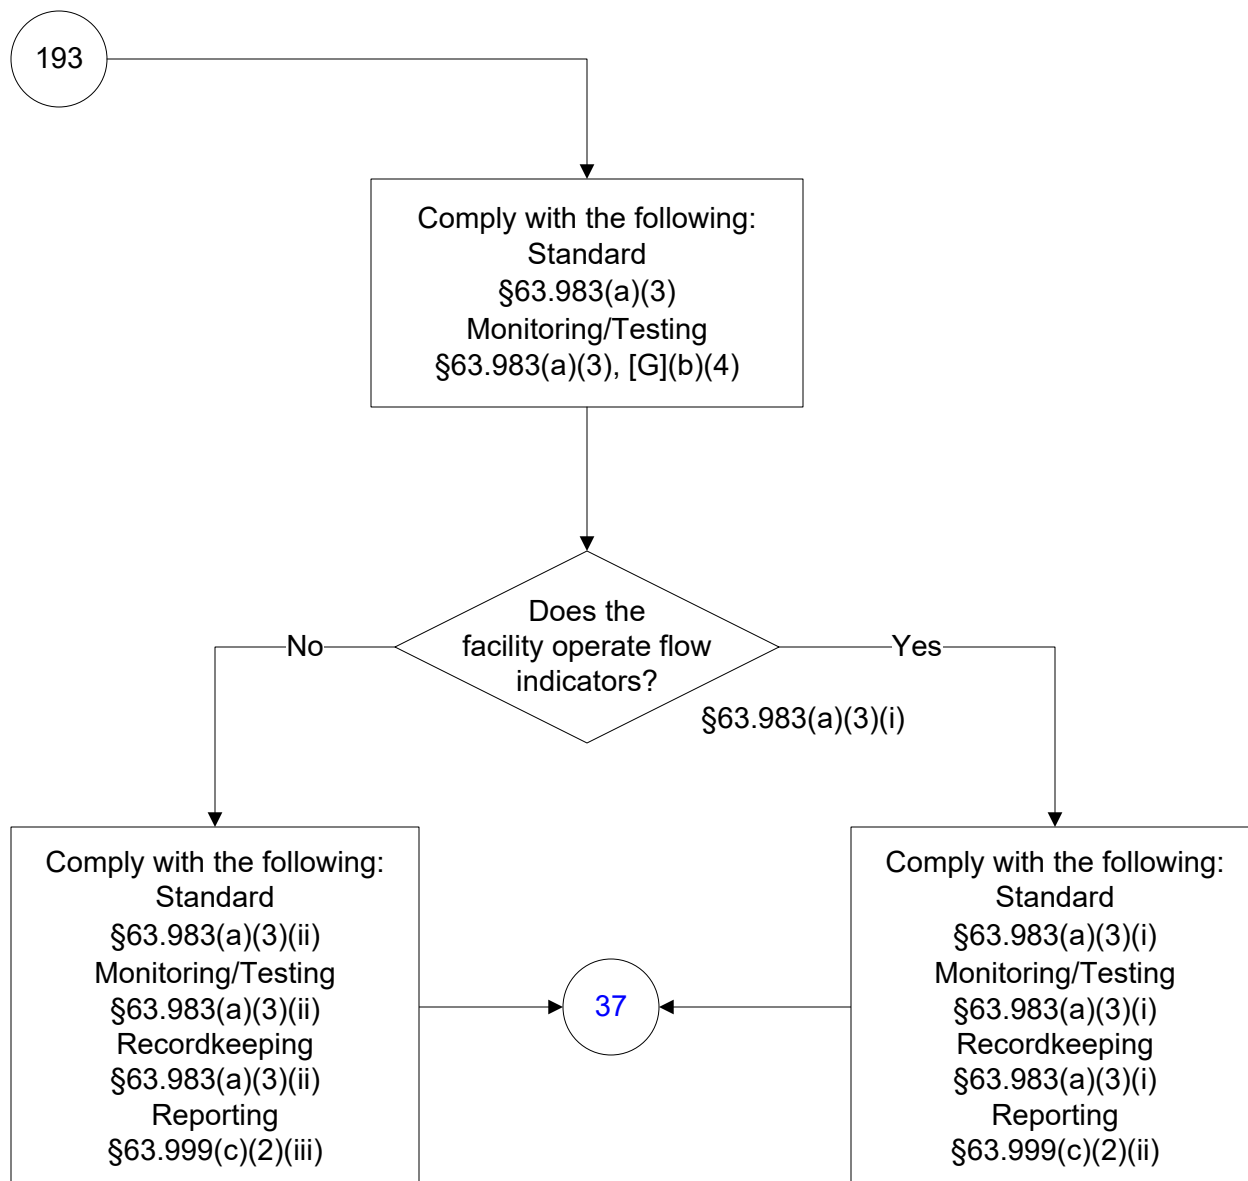 193
Comply with the following:
Standard
§63.983(a)(3)
Monitoring/Testing
§63.983(a)(3), [G](b)(4)
Does the
facility operate flow
indicators?
No
Yes
§63.983(a)(3)(i)
Comply with the following:
Standard
§63.983(a)(3)(ii)
Monitoring/Testing
§63.983(a)(3)(ii)
Recordkeeping
§63.983(a)(3)(ii)
Reporting
§63.999(c)(2)(iii)
37
Comply with the following:
Standard
§63.983(a)(3)(i)
Monitoring/Testing
§63.983(a)(3)(i)
Recordkeeping
§63.983(a)(3)(i)
Reporting
§63.999(c)(2)(ii)